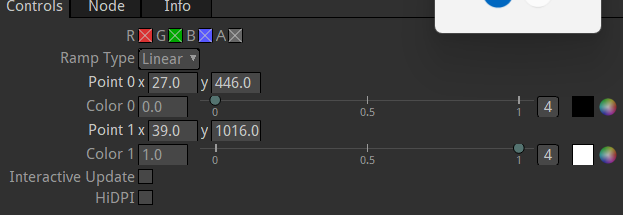 Controls Node Info
R G B A
Ramp Type Linear
Point 0 x 27.0 y 446.0
Color 0 0.0 0 0.5 1 4
Point 1 x 39.0 y 1016.0
Color 1 1.0 0 0.5 1 4
Interactive Update
HiDPI